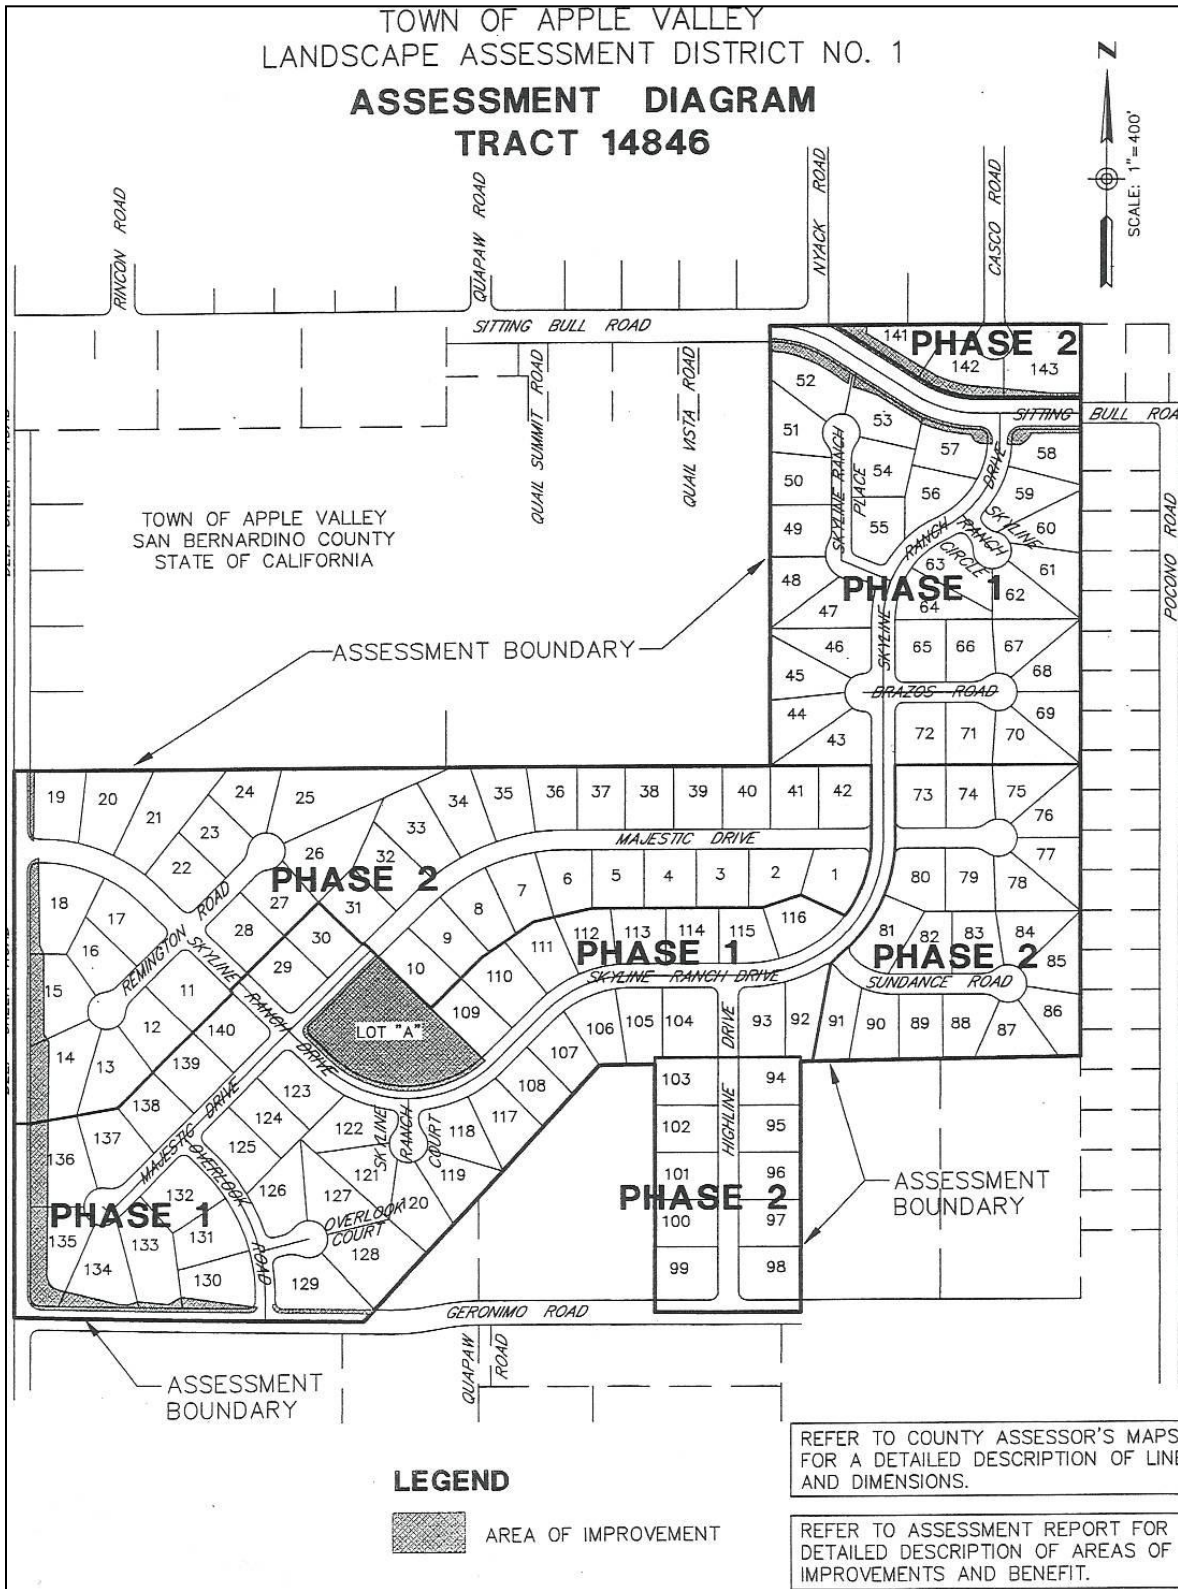 TOWN OF APPLE VALLEY
LANDSCAPE ASSESSMENT DISTRICT NO. 1
ASSESSMENT DIAGRAM
TRACT 14846
N
SCALE: 1"=400'
RINCON ROAD
QUAPAW ROAD
NYACK ROAD
CASCO ROAD
SITTING BULL ROAD
QUAIL SUMMIT ROAD
QUAIL VISTA ROAD
141
PHASE 2
142
143
SITTING BULL ROA
52
51
53
57
58
50
54
56
59
49
55
60
SKYLINE RANCH
PLACE
RANCH
DRIVE
SKYLINE
RANCH
CIRCLE
POCONO ROAD
TOWN OF APPLE VALLEY
SAN BERNARDINO COUNTY
STATE OF CALIFORNIA
48
63
61
PHASE 1
62
47
64
SKYLINE
ASSESSMENT BOUNDARY
46
65
66
67
45
68
BRAZOS ROAD
44
69
43
72
71
70
19
20
21
24
25
34
35
36
37
38
39
40
41
42
73
74
75
23
33
76
MAJESTIC DRIVE
22
26
32
77
PHASE 2
18
17
27
31
8
7
6
5
4
3
2
1
80
79
78
REMINGTON ROAD
28
30
9
16
29
10
111
112
113
114
115
116
PHASE 1
81
82
83
84
PHASE 2
85
SKYLINE RANCH DRIVE
SUNDANCE ROAD
15
11
110
SKYLINE
RANCH
DRIVE
12
140
LOT "A"
109
106
105
104
93
92
91
90
89
88
87
86
14
13
139
107
HIGHLINE DRIVE
138
123
108
103
94
137
124
122
117
118
102
95
MAJESTIC DRIVE
SKYLINE
RANCH
COURT
136
125
121
119
101
96
132
126
127
120
PHASE 2
ASSESSMENT
BOUNDARY
PHASE 1
OVERLOOK
ROAD
OVERLOOK
COURT
100
97
135
133
131
128
134
130
129
99
98
GERONIMO ROAD
QUAPAW
ROAD
ASSESSMENT
BOUNDARY
LEGEND
AREA OF IMPROVEMENT
REFER TO COUNTY ASSESSOR'S MAPS
FOR A DETAILED DESCRIPTION OF LINE
AND DIMENSIONS.
REFER TO ASSESSMENT REPORT FOR
DETAILED DESCRIPTION OF AREAS OF
IMPROVEMENTS AND BENEFIT.